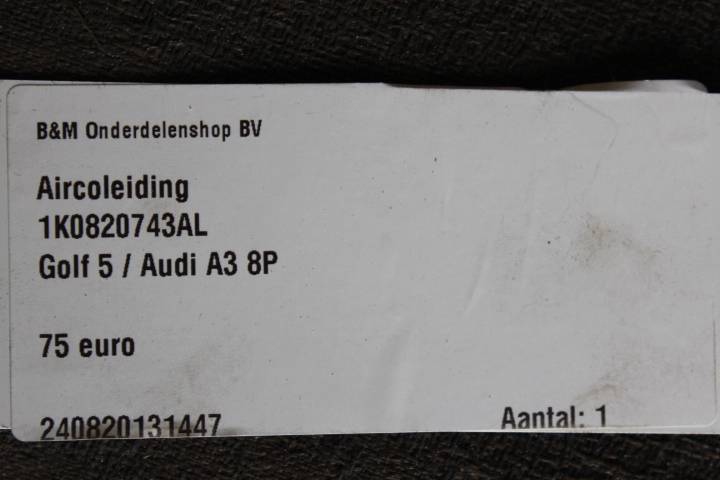 B&M Onderdelenshop BV
Aircoleiding
1K0820743AL
Golf 5 / Audi A3 8P
75 euro
240820131447
Aantal: 1